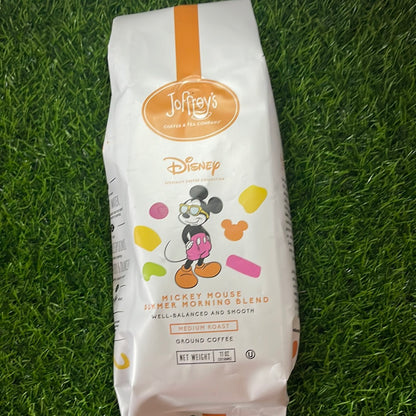 Joffrey's
COFFEE & TEA COMPANY
Disney
MICKEY MOUSE
SUMMER MORNING BLEND
WELL-BALANCED AND SMOOTH
MEDIUM ROAST
GROUND COFFEE
NET WEIGHT 11 OZ
U